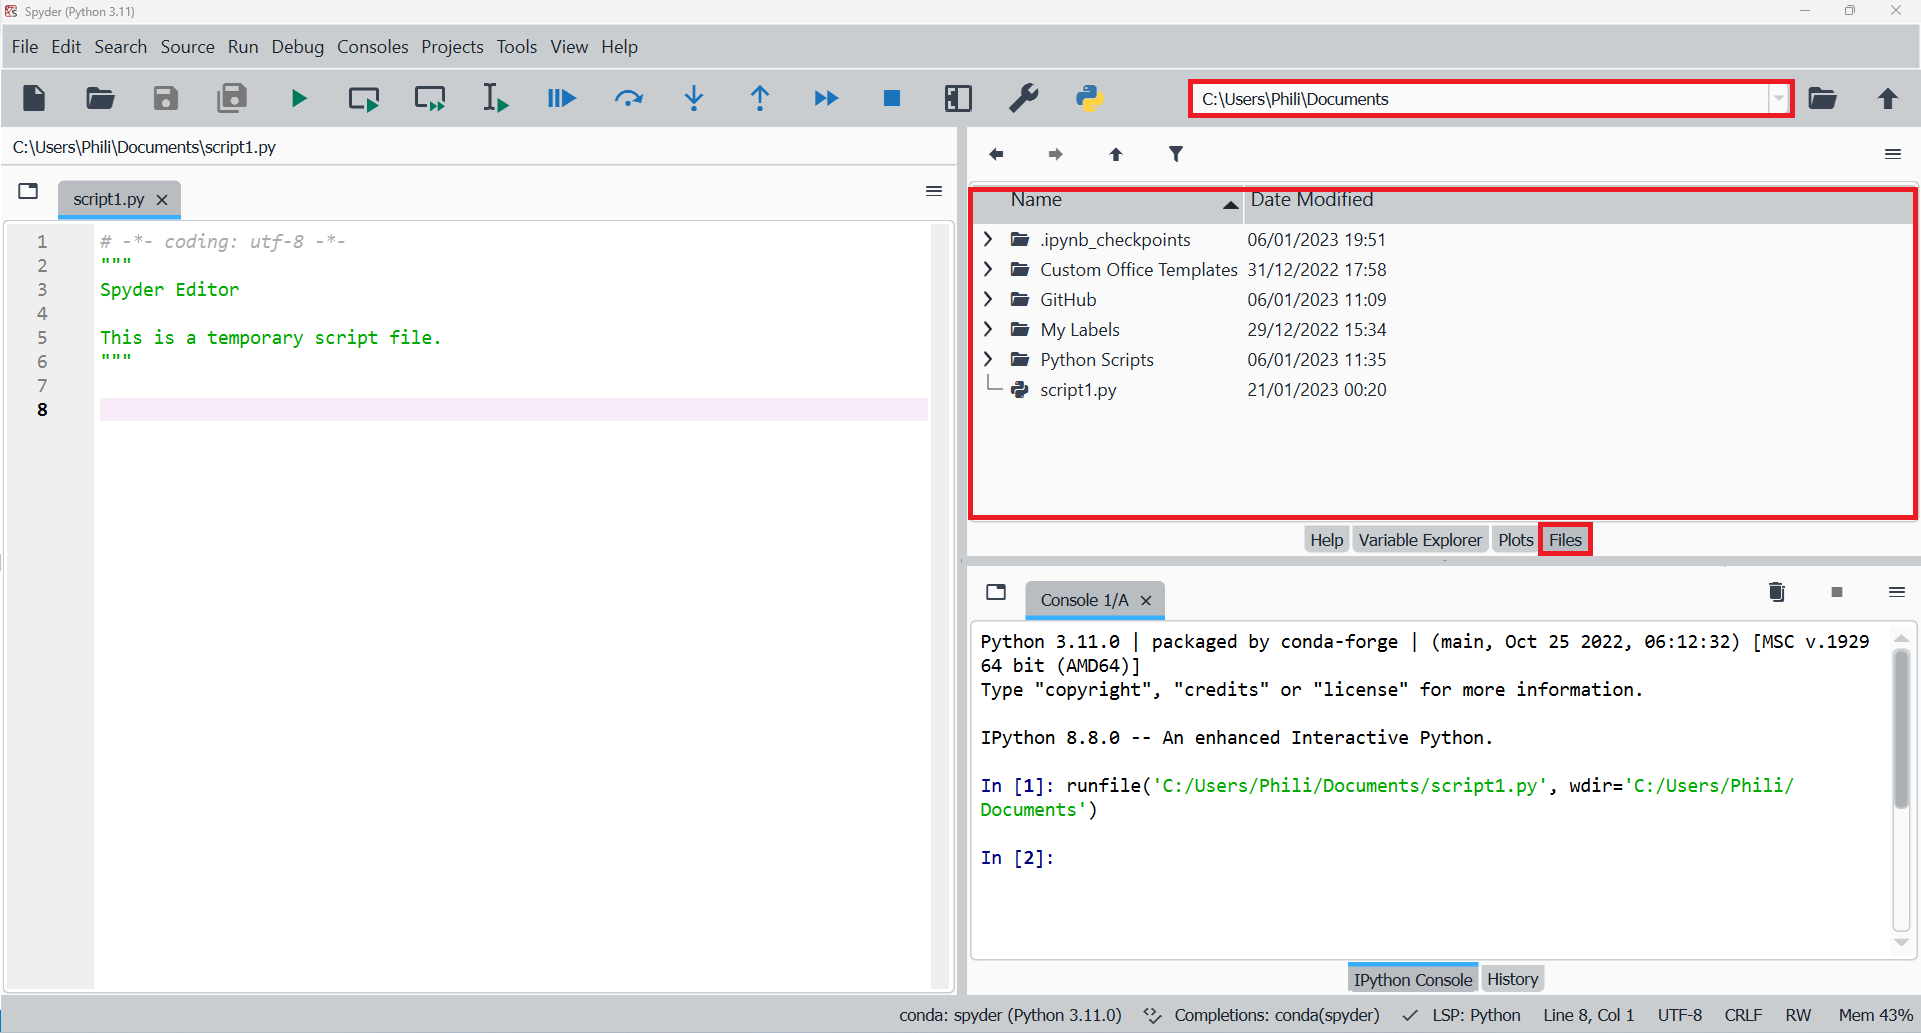 Spyder (Python 3.11)
File Edit Search Source Run Debug Consoles Projects Tools View Help
C:\Users\Phili\Documents
C:\Users\Phili\Documents\script1.py
script1.py
1 # -*- coding: utf-8 -*-
2 """
3 Spyder Editor
4
5 This is a temporary script file.
6 """
7
8
Name Date Modified
.ipynb_checkpoints 06/01/2023 19:51
Custom Office Templates 31/12/2022 17:58
GitHub 06/01/2023 11:09
My Labels 29/12/2022 15:34
Python Scripts 06/01/2023 11:35
script1.py 21/01/2023 00:20
Help Variable Explorer Plots Files
Console 1/A
Python 3.11.0 | packaged by conda-forge | (main, Oct 25 2022, 06:12:32) [MSC v.1929
64 bit (AMD64)]
Type "copyright", "credits" or "license" for more information.
IPython 8.8.0 -- An enhanced Interactive Python.
In [1]: runfile('C:/Users/Phili/Documents/script1.py', wdir='C:/Users/Phili/
Documents')
In [2]:
IPython Console History
conda: spyder (Python 3.11.0) Completions: conda(spyder) LSP: Python Line 8, Col 1 UTF-8 CRLF RW Mem 43%